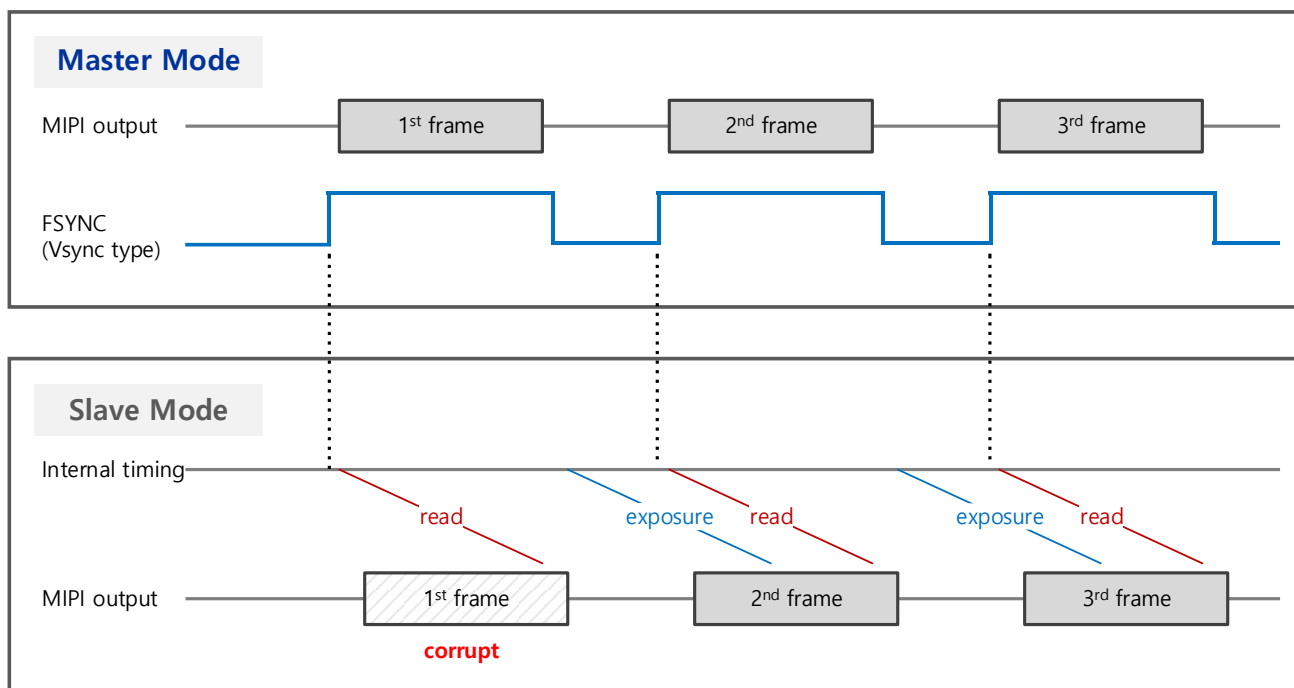 Master Mode
MIPI output
1st frame
2nd frame
3rd frame
FSYNC
(Vsync type)
Slave Mode
Internal timing
read
exposure
read
exposure
read
MIPI output
1st frame
2nd frame
3rd frame
corrupt